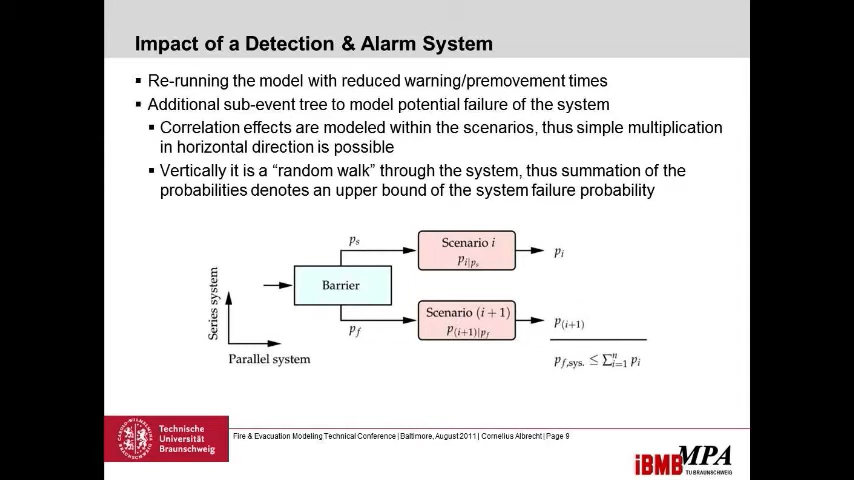 Impact of a Detection & Alarm System
▪ Re-running the model with reduced warning/premovement times
▪ Additional sub-event tree to model potential failure of the system
▪ Correlation effects are modeled within the scenarios, thus simple multiplication
in horizontal direction is possible
▪ Vertically it is a "random walk" through the system, thus summation of the
probabilities denotes an upper bound of the system failure probability
Series system
Parallel system
Barrier
p_s
p_f
Scenario i
p_{i|p_s}
p_i
Scenario (i + 1)
p_{(i+1)|p_f}
p_{(i+1)}
p_{f,sys.} ≤ ∑_{i=1}^{n} p_i
Technische
Universität
Braunschweig
Fire & Evacuation Modeling Technical Conference | Baltimore, August 2011 | Cornelius Albrecht | Page 9
iBMB MPA
TU BRAUNSCHWEIG